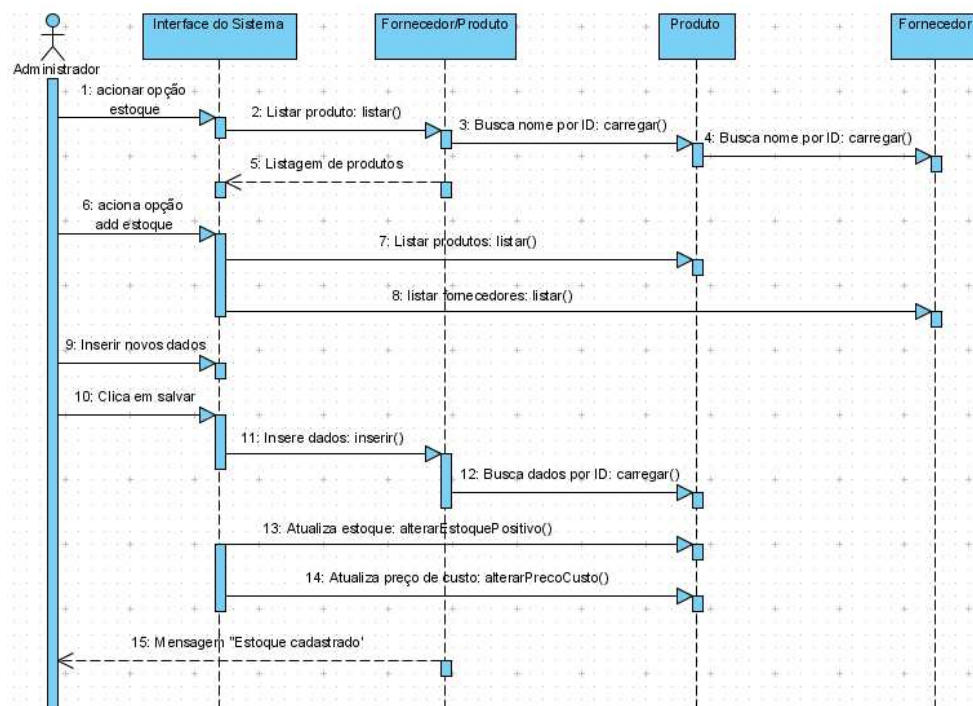 Interface do Sistema
Fornecedor/Produto
Produto
Fornecedor
Administrador
1: acionar opção
estoque
2: Listar produto: listar()
3: Busca nome por ID: carregar()
4: Busca nome por ID: carregar()
5: Listagem de produtos
6: aciona opção
add estoque
7: Listar produtos: listar()
8: listar fornecedores: listar()
9: Inserir novos dados
10: Clica em salvar
11: Insere dados: inserir()
12: Busca dados por ID: carregar()
13: Atualiza estoque: alterarEstoquePositivo()
14: Atualiza preço de custo: alterarPrecoCusto()
15: Mensagem "Estoque cadastrado'